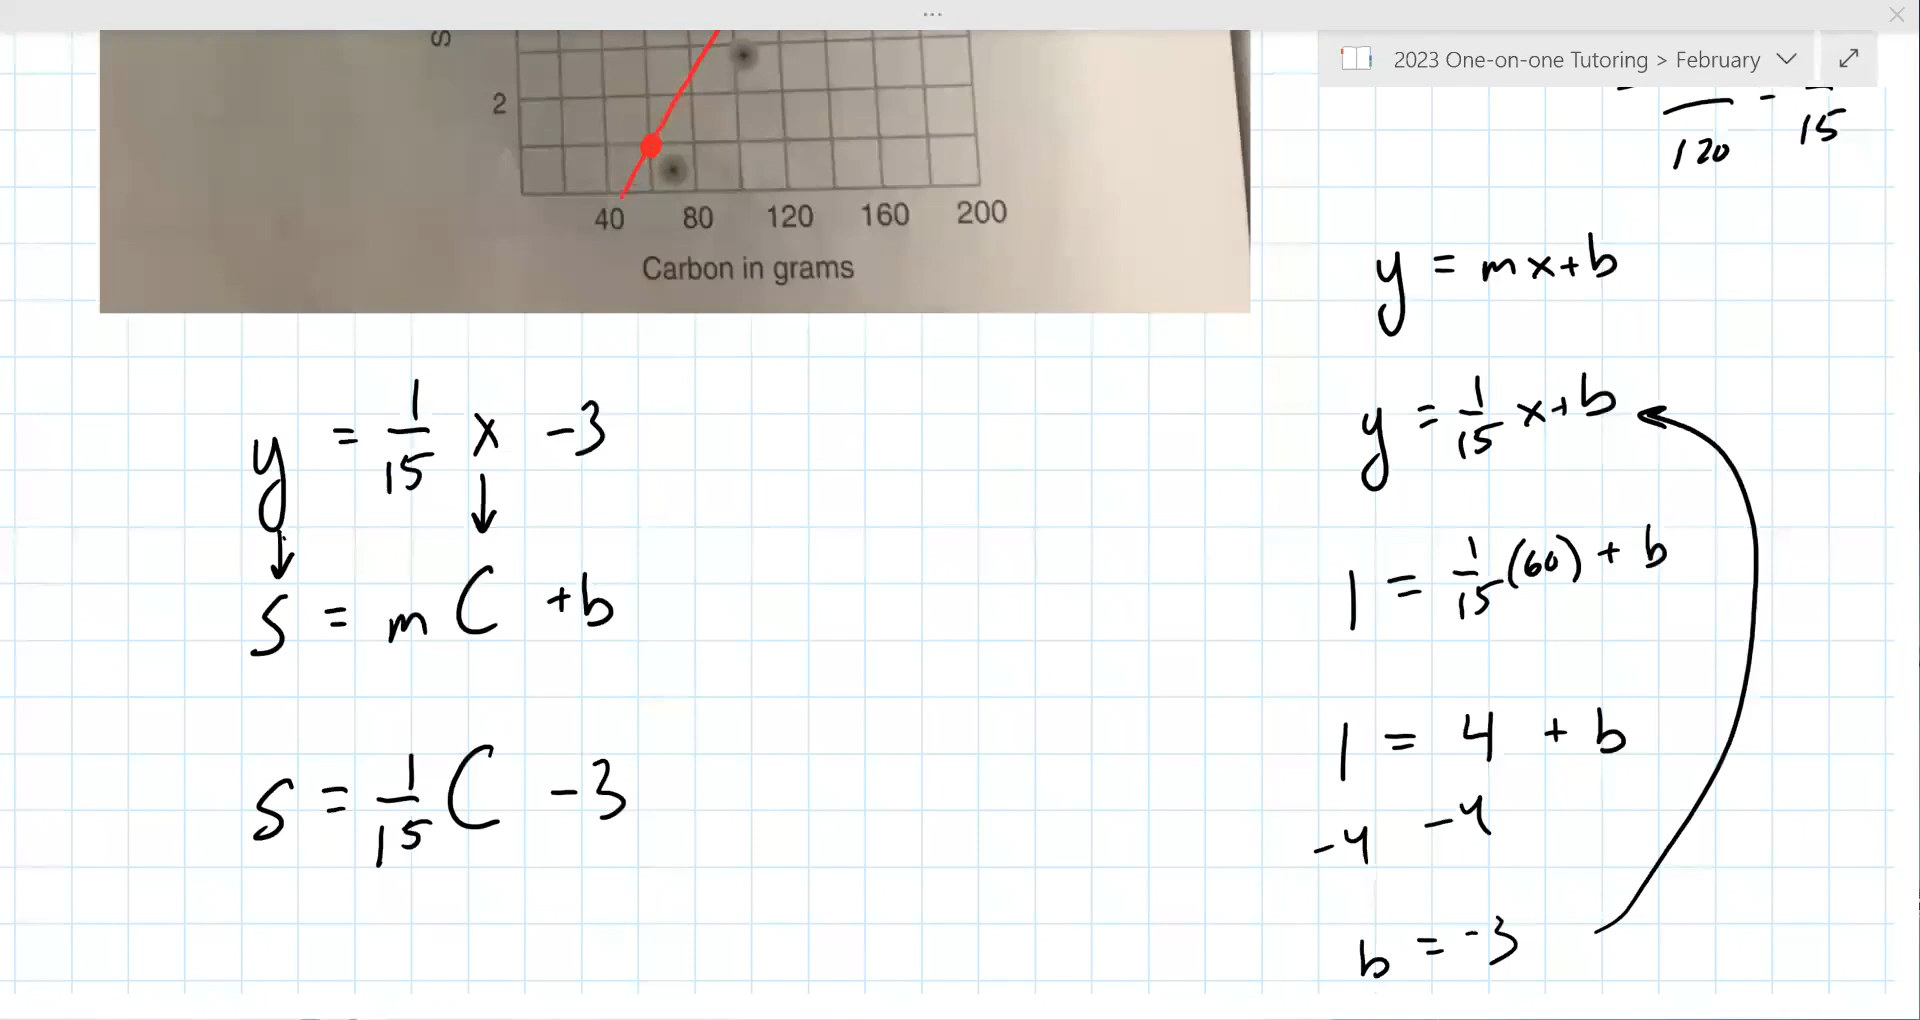 ...
2023 One-on-one Tutoring > February
S
2
40 80 120 160 200
Carbon in grams
y = 1/15 x - 3
S = m C + b
S = 1/15 C - 3
120 - 15
y = mx + b
y = 1/15 x + b
1 = 1/15 (60) + b
1 = 4 + b
-4 -4
b = -3